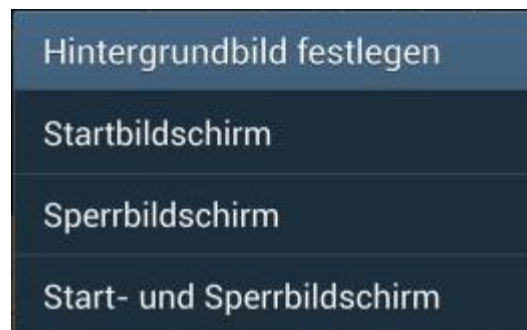 Hintergrundbild festlegen
Startbildschirm
Sperrbildschirm
Start- und Sperrbildschirm